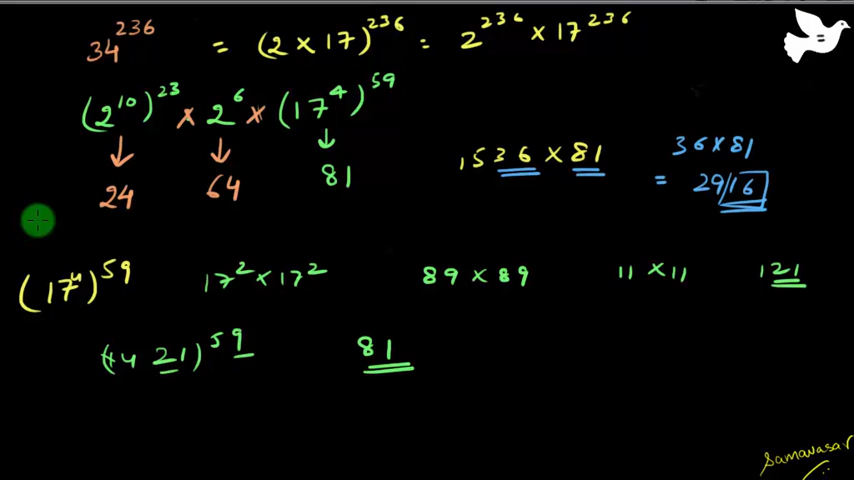 34^236 = (2 × 17)^236 = 2^236 × 17^236
(2^10)^23 × 2^6 × (17^4)^59
↓ ↓ ↓
24 64 81
1536 × 81
36 × 81
= 29/16
(17^4)^59 17^2 × 17^2 89 × 89 11 × 11 121
(** 21)^59 81
Samavasar